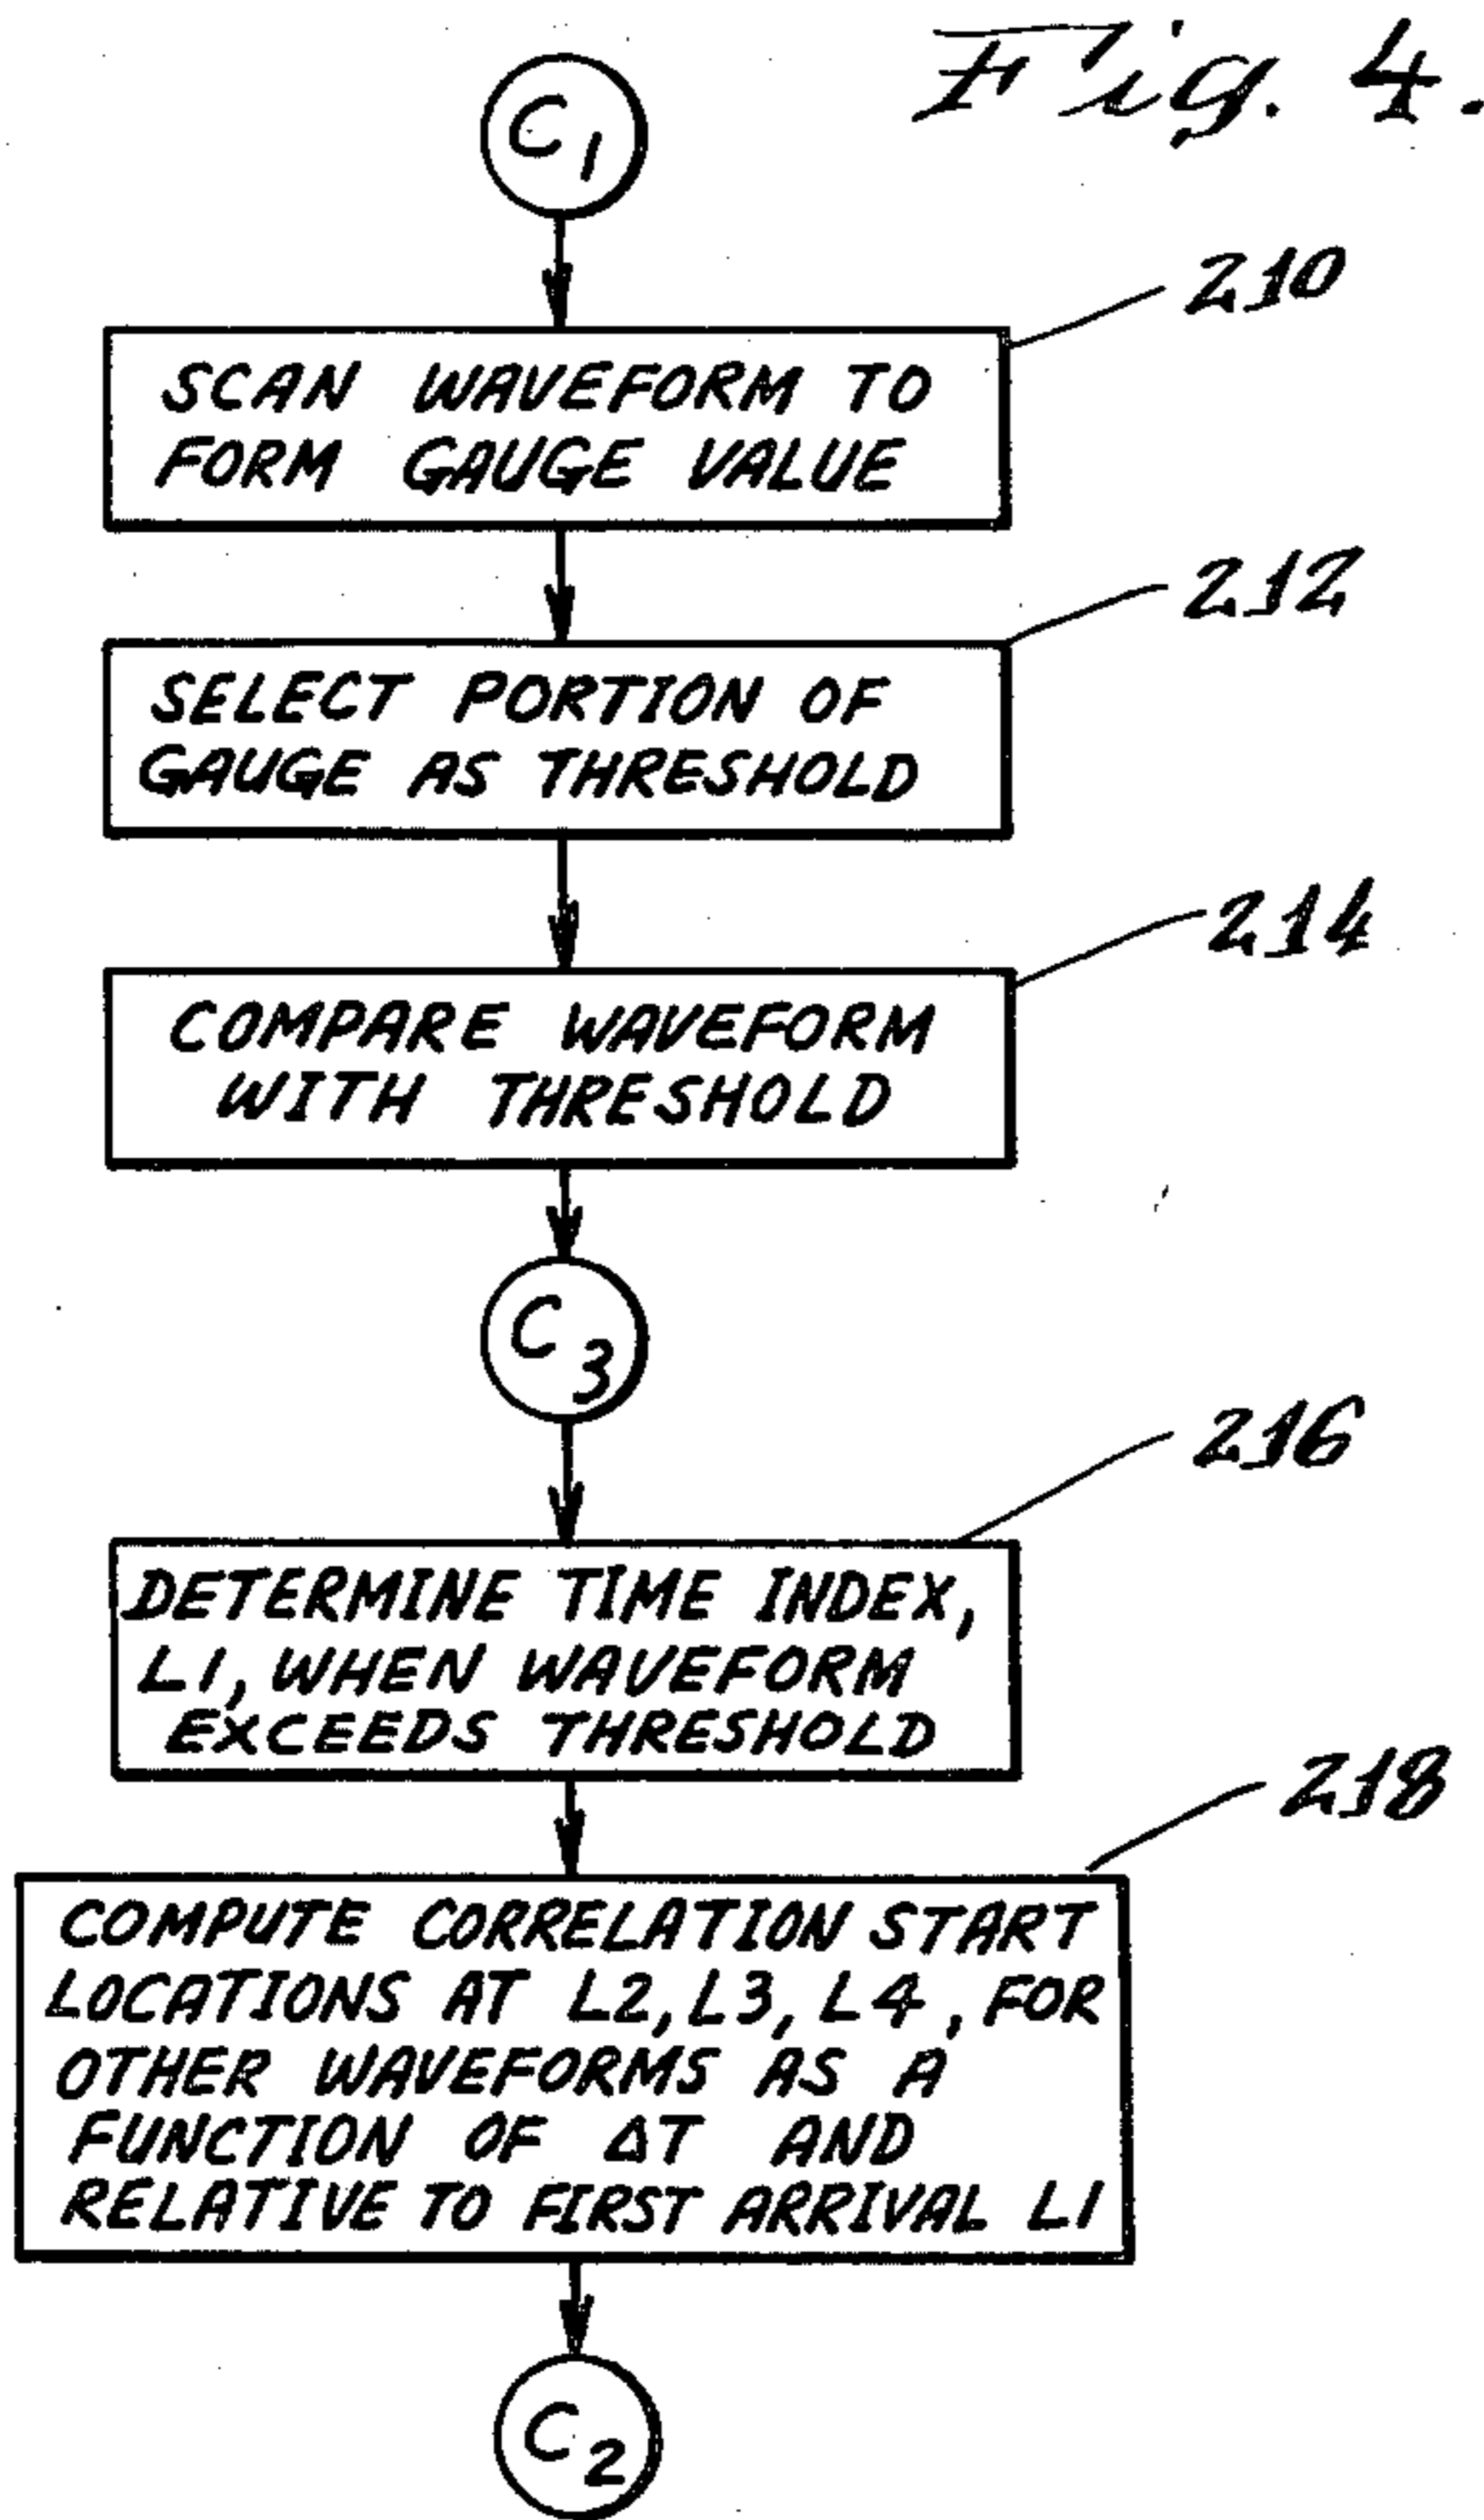 Fig. 4.
C1
210
SCAN WAVEFORM TO
FORM GAUGE VALUE
212
SELECT PORTION OF
GAUGE AS THRESHOLD
214
COMPARE WAVEFORM
WITH THRESHOLD
C3
216
DETERMINE TIME INDEX,
L1, WHEN WAVEFORM
EXCEEDS THRESHOLD
218
COMPUTE CORRELATION START
LOCATIONS AT L2, L3, L4, FOR
OTHER WAVEFORMS AS A
FUNCTION OF ΔT AND
RELATIVE TO FIRST ARRIVAL L1
C2